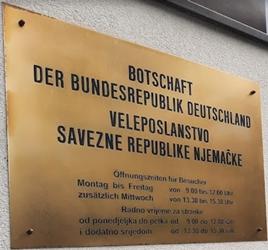 BOTSCHAFT
DER BUNDESREPUBLIK DEUTSCHLAND
VELEPOSLANSTVO
SAVEZNE REPUBLIKE NJEMAČKE
Öffnungszeiten für Besucher
Montag bis Freitag von 9.00 bis 12.00 Uhr
zusätzlich Mittwoch von 13.30 bis 15.30 Uhr
Radno vrijeme za stranke
od ponedjeljka do petka od 9.00 do 12.00 sati
i dodatno srijedom od 13.30 do 15.30 sati